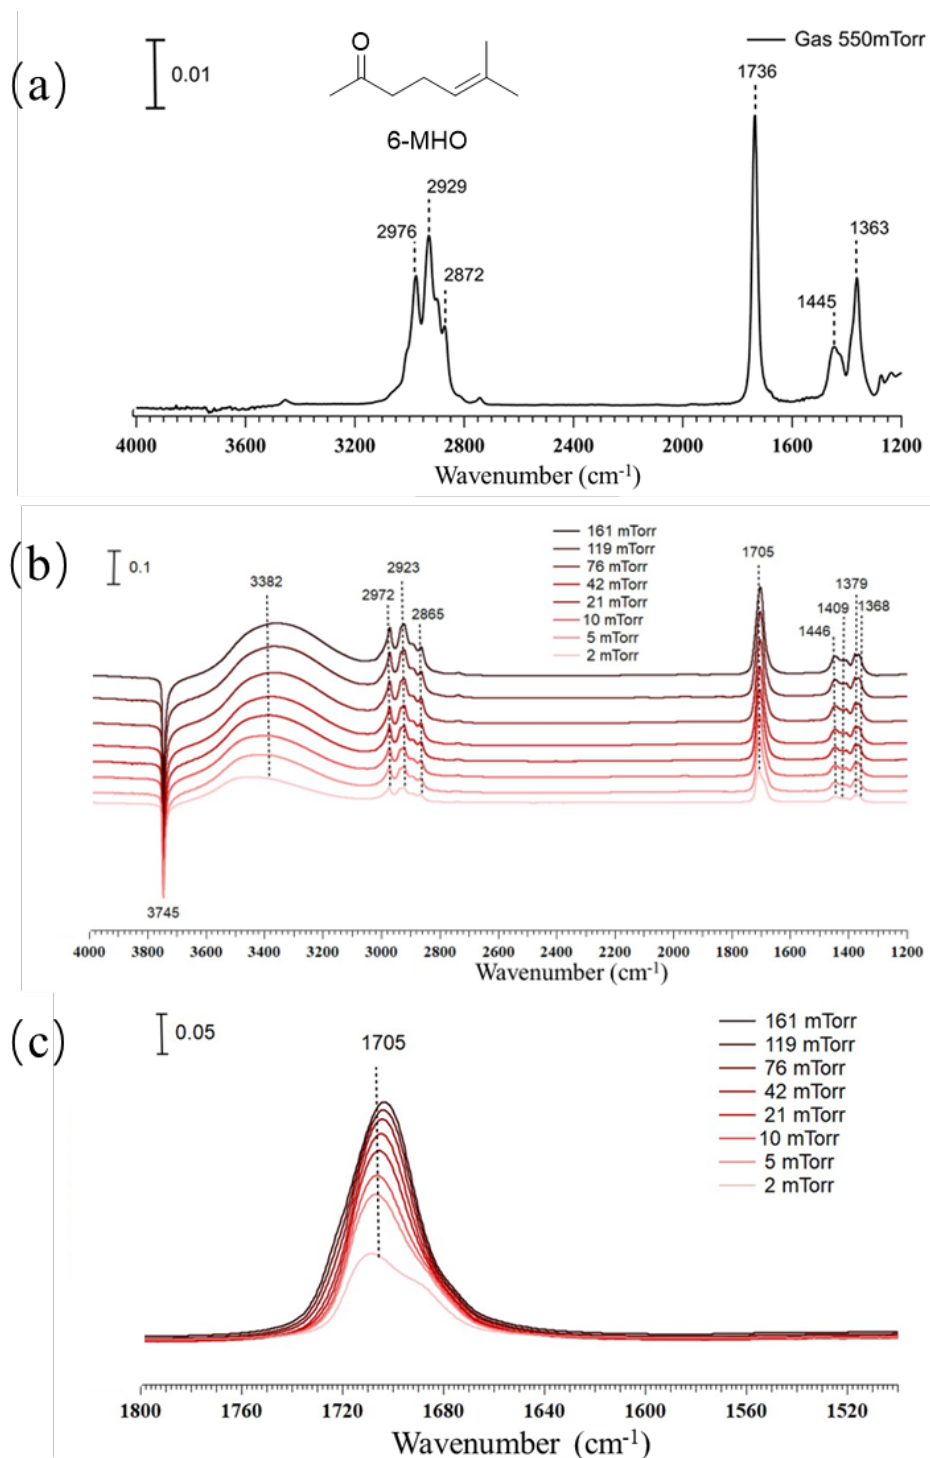 (a)
0.01
O
6-MHO
Gas 550mTorr
1736
2929
2976
2872
1363
1445
4000 3600 3200 2800 2400 2000 1600 1200
Wavenumber (cm-1)
(b)
0.1
161 mTorr
119 mTorr
76 mTorr
42 mTorr
21 mTorr
10 mTorr
5 mTorr
2 mTorr
3382
2923
2972
2865
1705
1379
1409
1368
1446
3745
4000 3800 3600 3400 3200 3000 2800 2600 2400 2200 2000 1800 1600 1400 1200
Wavenumber (cm-1)
(c)
0.05
1705
161 mTorr
119 mTorr
76 mTorr
42 mTorr
21 mTorr
10 mTorr
5 mTorr
2 mTorr
1800 1760 1720 1680 1640 1600 1560 1520
Wavenumber (cm-1)